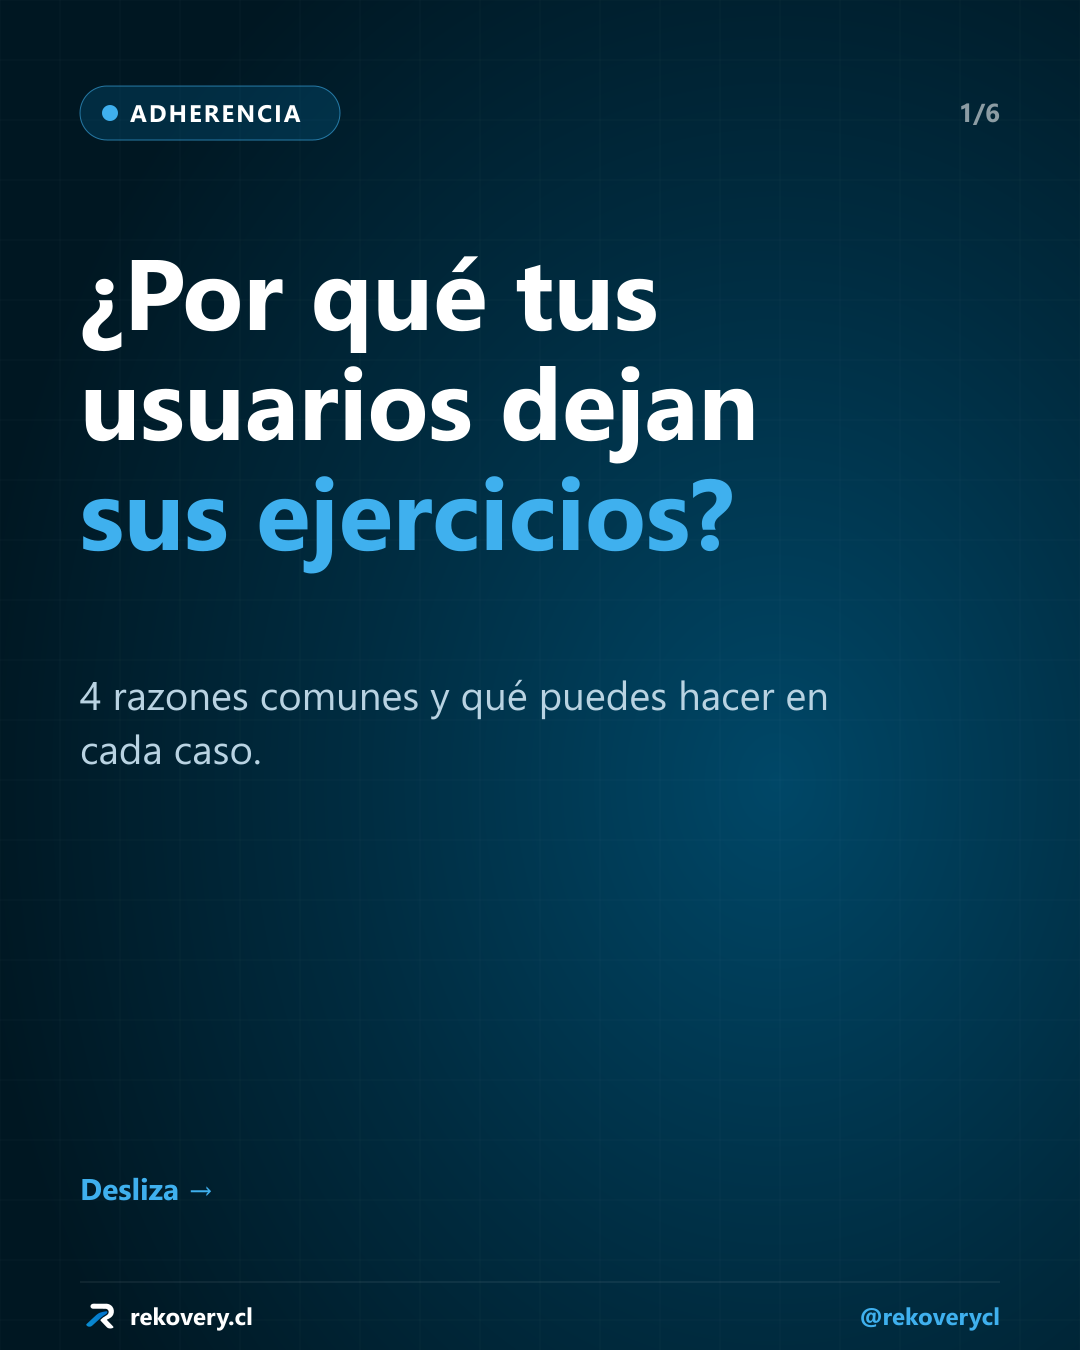 ADHERENCIA
1/6
¿Por qué tus
usuarios dejan
sus ejercicios?
4 razones comunes y qué puedes hacer en
cada caso.
Desliza →
rekovery.cl
@rekoverycl